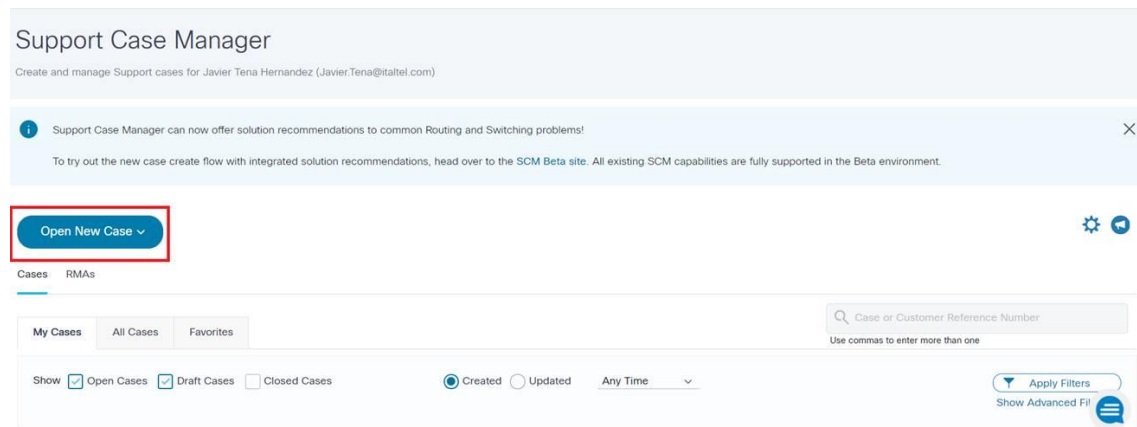 Support Case Manager
Create and manage Support cases for Javier Tena Hernandez (Javier.Tena@italtel.com)
Support Case Manager can now offer solution recommendations to common Routing and Switching problems!
To try out the new case create flow with integrated solution recommendations, head over to the SCM Beta site. All existing SCM capabilities are fully supported in the Beta environment.
Open New Case
Cases RMAs
My Cases All Cases Favorites
Case or Customer Reference Number
Use commas to enter more than one
Show Open Cases Draft Cases Closed Cases Created Updated Any Time Apply Filters
Show Advanced